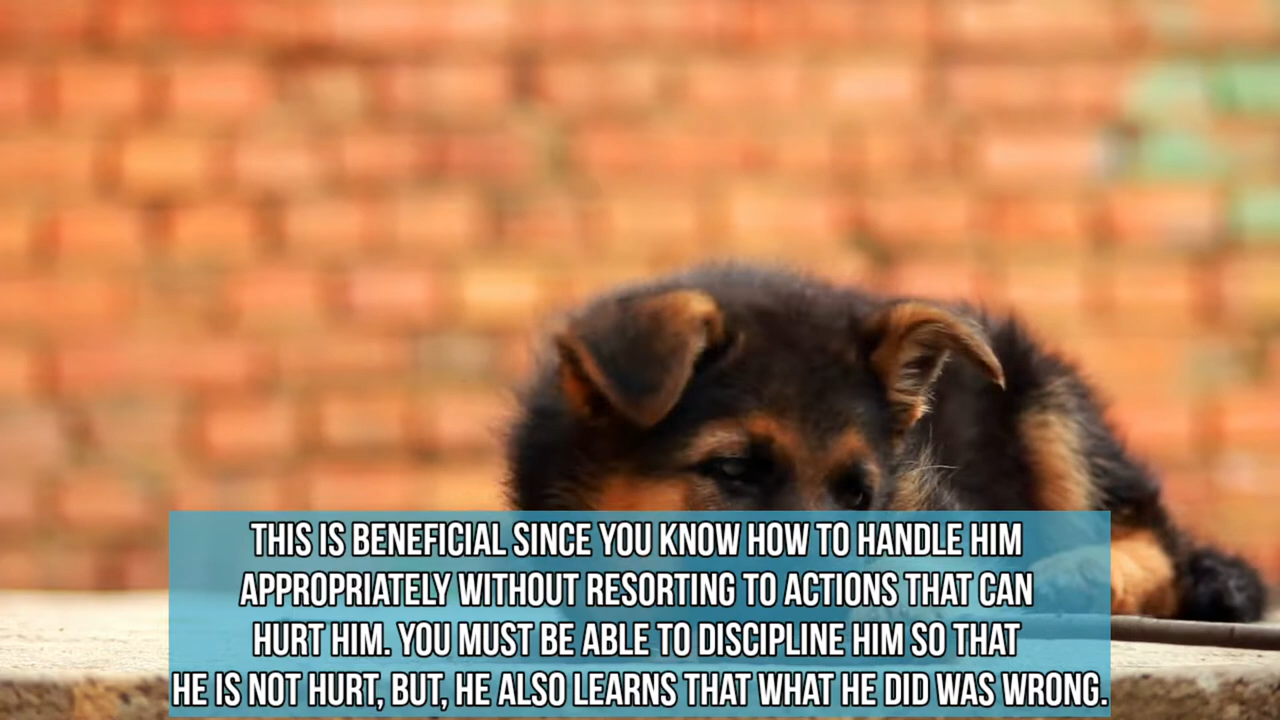 THIS IS BENEFICIAL SINCE YOU KNOW HOW TO HANDLE HIM
APPROPRIATELY WITHOUT RESORTING TO ACTIONS THAT CAN
HURT HIM. YOU MUST BE ABLE TO DISCIPLINE HIM SO THAT
HE IS NOT HURT, BUT, HE ALSO LEARNS THAT WHAT HE DID WAS WRONG.